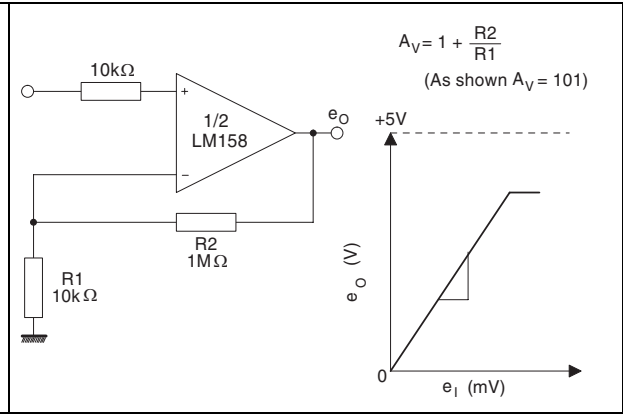 10kΩ
+
1/2
LM158
−
e_O
R2
1MΩ
R1
10kΩ
A_V = 1 + R2/R1
(As shown A_V = 101)
+5V
e_O (V)
0
e_I (mV)